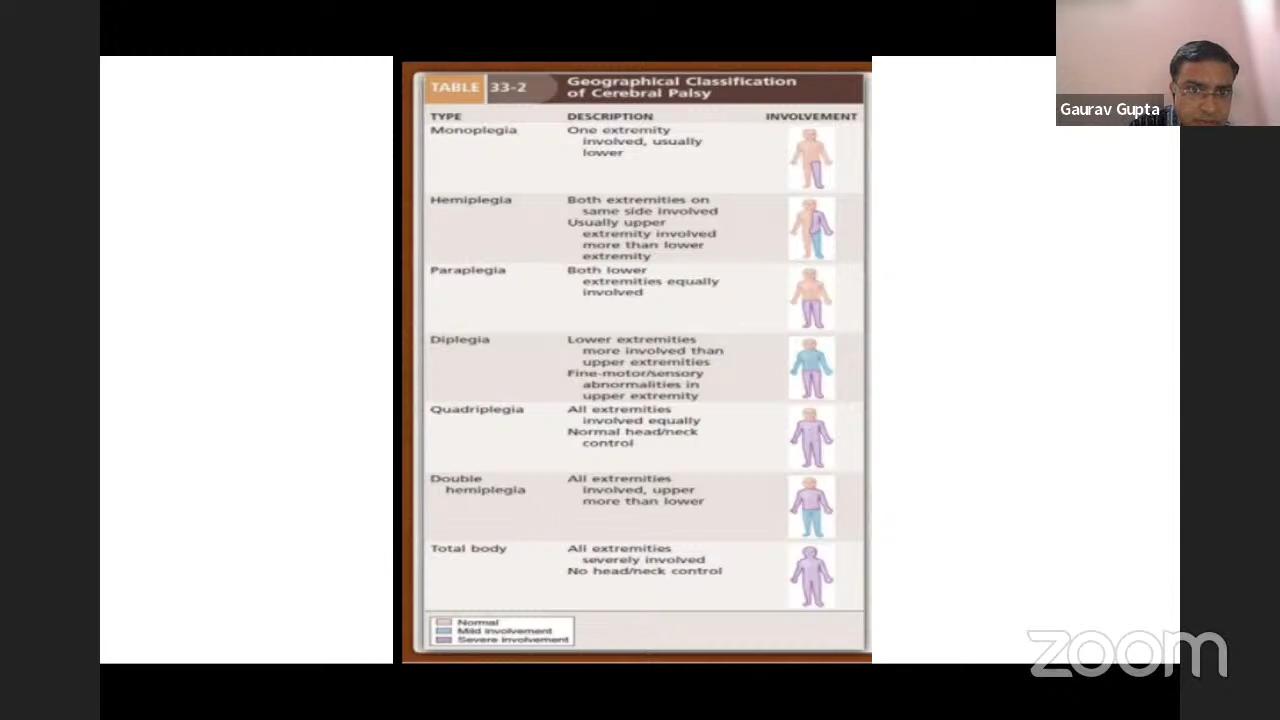 TABLE 33-2
Geographical Classification
of Cerebral Palsy
TYPE DESCRIPTION INVOLVEMENT
Monoplegia
One extremity
involved, usually
lower
Hemiplegia
Both extremities on
same side involved
Usually upper
extremity involved
more than lower
extremity
Paraplegia
Both lower
extremities equally
involved
Diplegia
Lower extremities
more involved than
upper extremities
Fine-motor/sensory
abnormalities in
upper extremity
Quadriplegia
All extremities
involved equally
Normal head/neck
control
Double
hemiplegia
All extremities
involved, upper
more than lower
Total body
All extremities
severely involved
No head/neck control
Normal
Mild involvement
Severe involvement
Gaurav Gupta
zoom